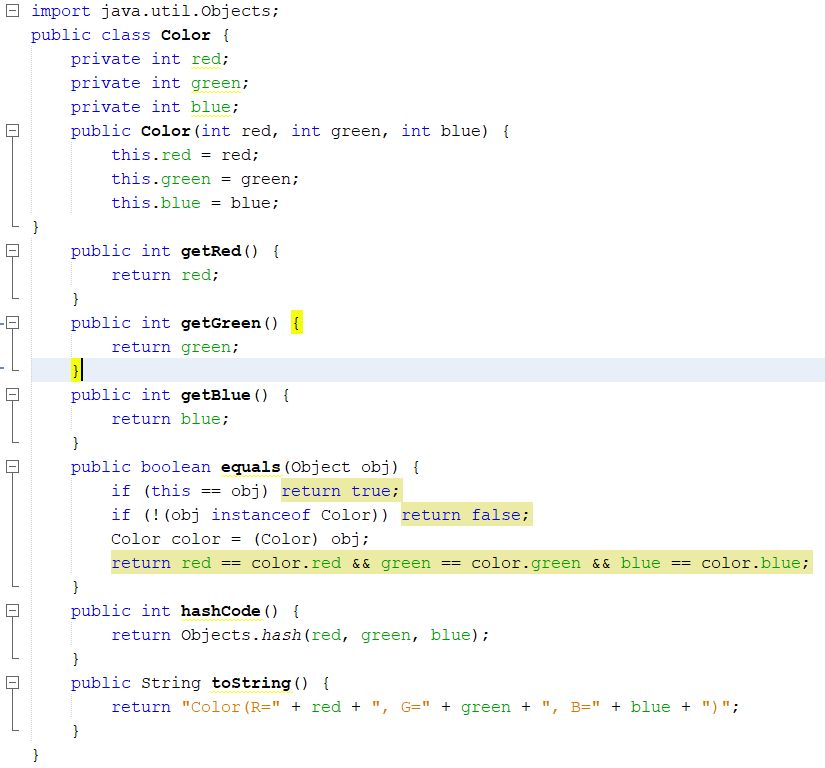 import java.util.Objects;
public class Color {
    private int red;
    private int green;
    private int blue;
    public Color(int red, int green, int blue) {
        this.red = red;
        this.green = green;
        this.blue = blue;
}
    public int getRed() {
        return red;
    }
    public int getGreen() {
        return green;
    }
    public int getBlue() {
        return blue;
    }
    public boolean equals(Object obj) {
        if (this == obj) return true;
        if (!(obj instanceof Color)) return false;
        Color color = (Color) obj;
        return red == color.red && green == color.green && blue == color.blue;
    }
    public int hashCode() {
        return Objects.hash(red, green, blue);
    }
    public String toString() {
        return "Color(R=" + red + ", G=" + green + ", B=" + blue + ")";
    }
}